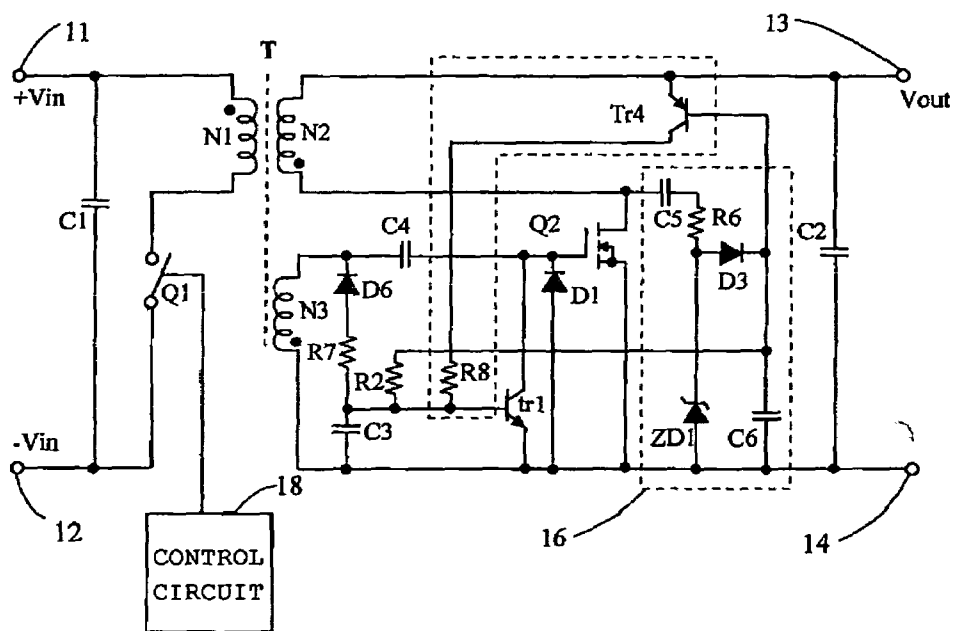 11
13
T
+Vin
Vout
Tr4
N1
N2
C5
R6
C1
C4
Q2
C2
D3
Q1
D6
D1
N3
R7
R2
R8
tr1
C3
ZD1
C6
-Vin
18
12
16
14
CONTROL
CIRCUIT